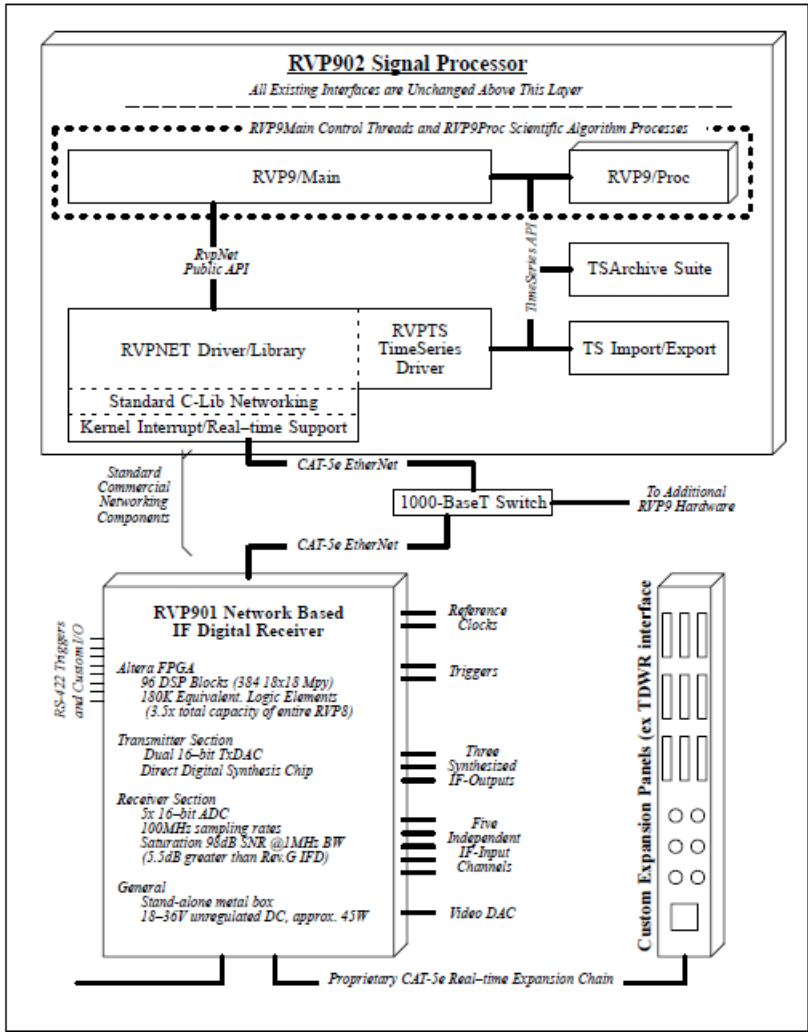 RVP902 Signal Processor
All Existing Interfaces are Unchanged Above This Layer
RVP9Main Control Threads and RVP9Proc Scientific Algorithm Processes
RVP9/Main
RVP9/Proc
RvpNet
Public API
TimeSeries API
TSArchive Suite
RVPNET Driver/Library
RVPTS
TimeSeries
Driver
TS Import/Export
Standard C-Lib Networking
Kernel Interrupt/Real–time Support
CAT-5e EtherNet
Standard
Commercial
Networking
Components
1000-BaseT Switch
To Additional
RVP9 Hardware
CAT-5e EtherNet
RVP901 Network Based
IF Digital Receiver
RS-422 Triggers
and Custom I/O
Altera FPGA
96 DSP Blocks (384 18x18 Mpy)
180K Equivalent. Logic Elements
(3.5x total capacity of entire RVP8)
Transmitter Section
Dual 16–bit TxDAC
Direct Digital Synthesis Chip
Receiver Section
5x 16–bit ADC
100MHz sampling rates
Saturation 98dB SNR @1MHz BW
(5.5dB greater than Rev.G IFD)
General
Stand-alone metal box
18–36V unregulated DC, approx. 45W
Reference
Clocks
Triggers
Three
Synthesized
IF-Outputs
Five
Independent
IF-Input
Channels
Video DAC
Custom Expansion Panels (ex TDWR interface
Proprietary CAT-5e Real–time Expansion Chain